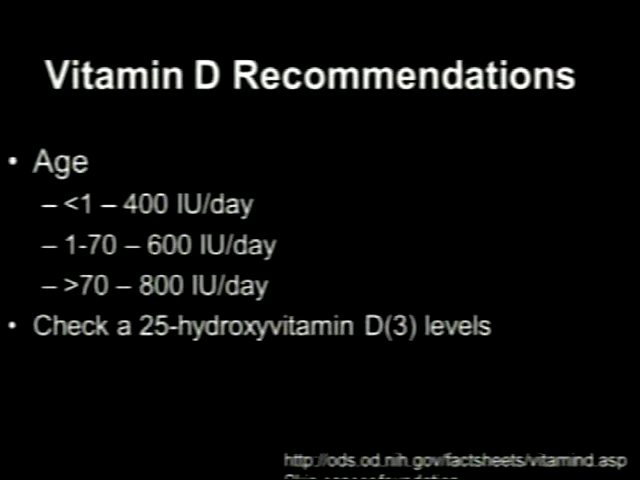 Vitamin D Recommendations
• Age
– <1 – 400 IU/day
– 1-70 – 600 IU/day
– >70 – 800 IU/day
• Check a 25-hydroxyvitamin D(3) levels
http://ods.od.nih.gov/factsheets/vitamind.asp